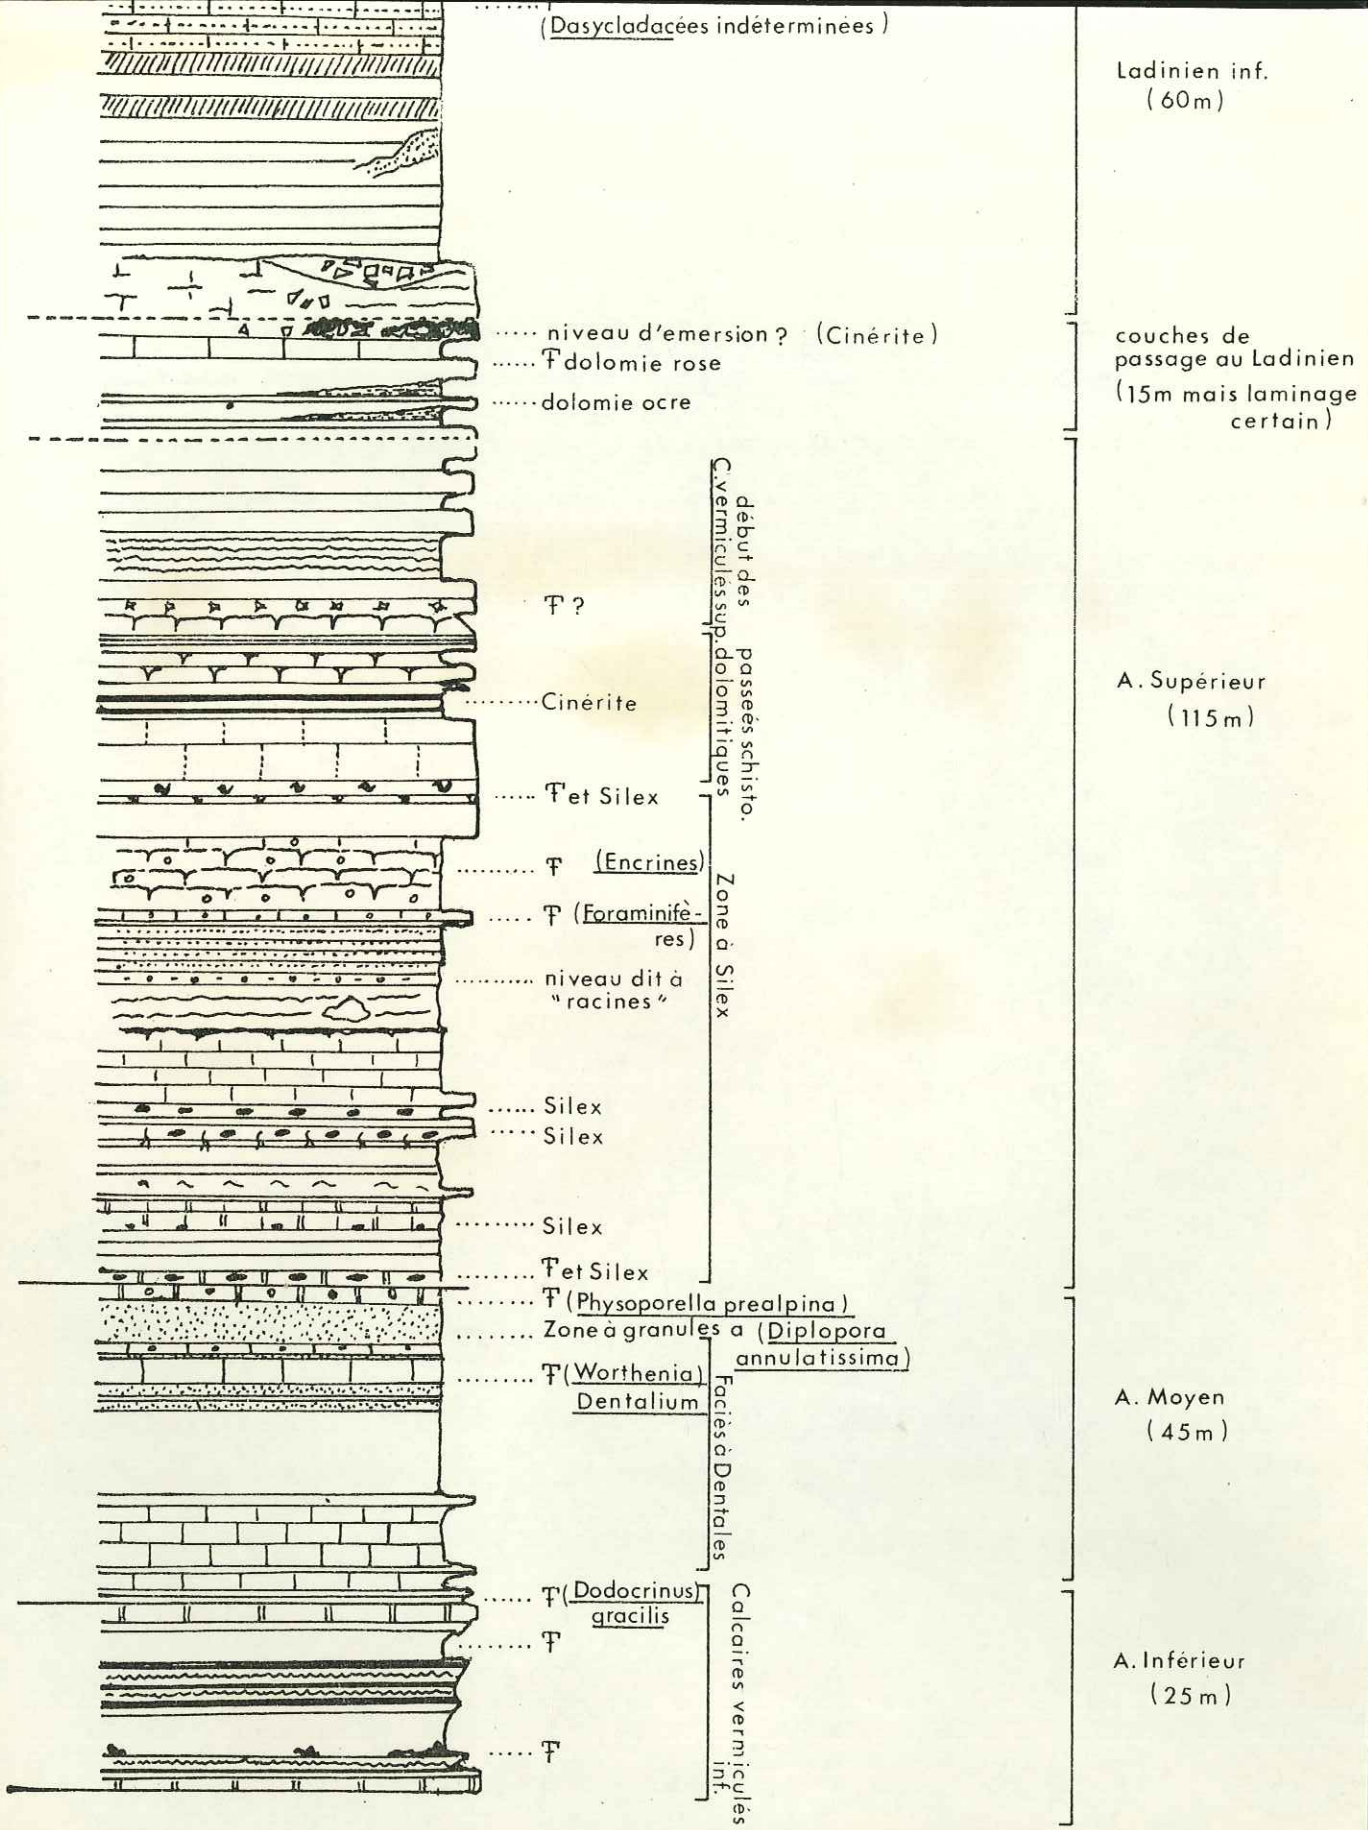 (Dasycladacées indéterminées)
Ladinien inf.
(60m)
niveau d'emersion ? (Cinérite)
Ŧ dolomie rose
dolomie ocre
couches de
passage au Ladinien
(15m mais laminage
certain)
début des
C. vermiculés sup.
Ŧ ?
passeés schisto.
dolomitiques
Cinérite
A. Supérieur
(115m)
Ŧ et Silex
Ŧ (Encrines)
Ŧ (Foraminifè-
res)
Zone à Silex
niveau dit à
"racines"
Silex
Silex
Silex
Ŧ et Silex
Ŧ (Physoporella prealpina)
Zone à granules a (Diplopora
annulatissima)
Ŧ (Worthenia)
Dentalium
Faciès à Dentales
A. Moyen
(45m)
Ŧ (Dodocrinus)
gracilis
Ŧ
Calcaires vermiculés
inf.
A. Inférieur
(25m)
Ŧ